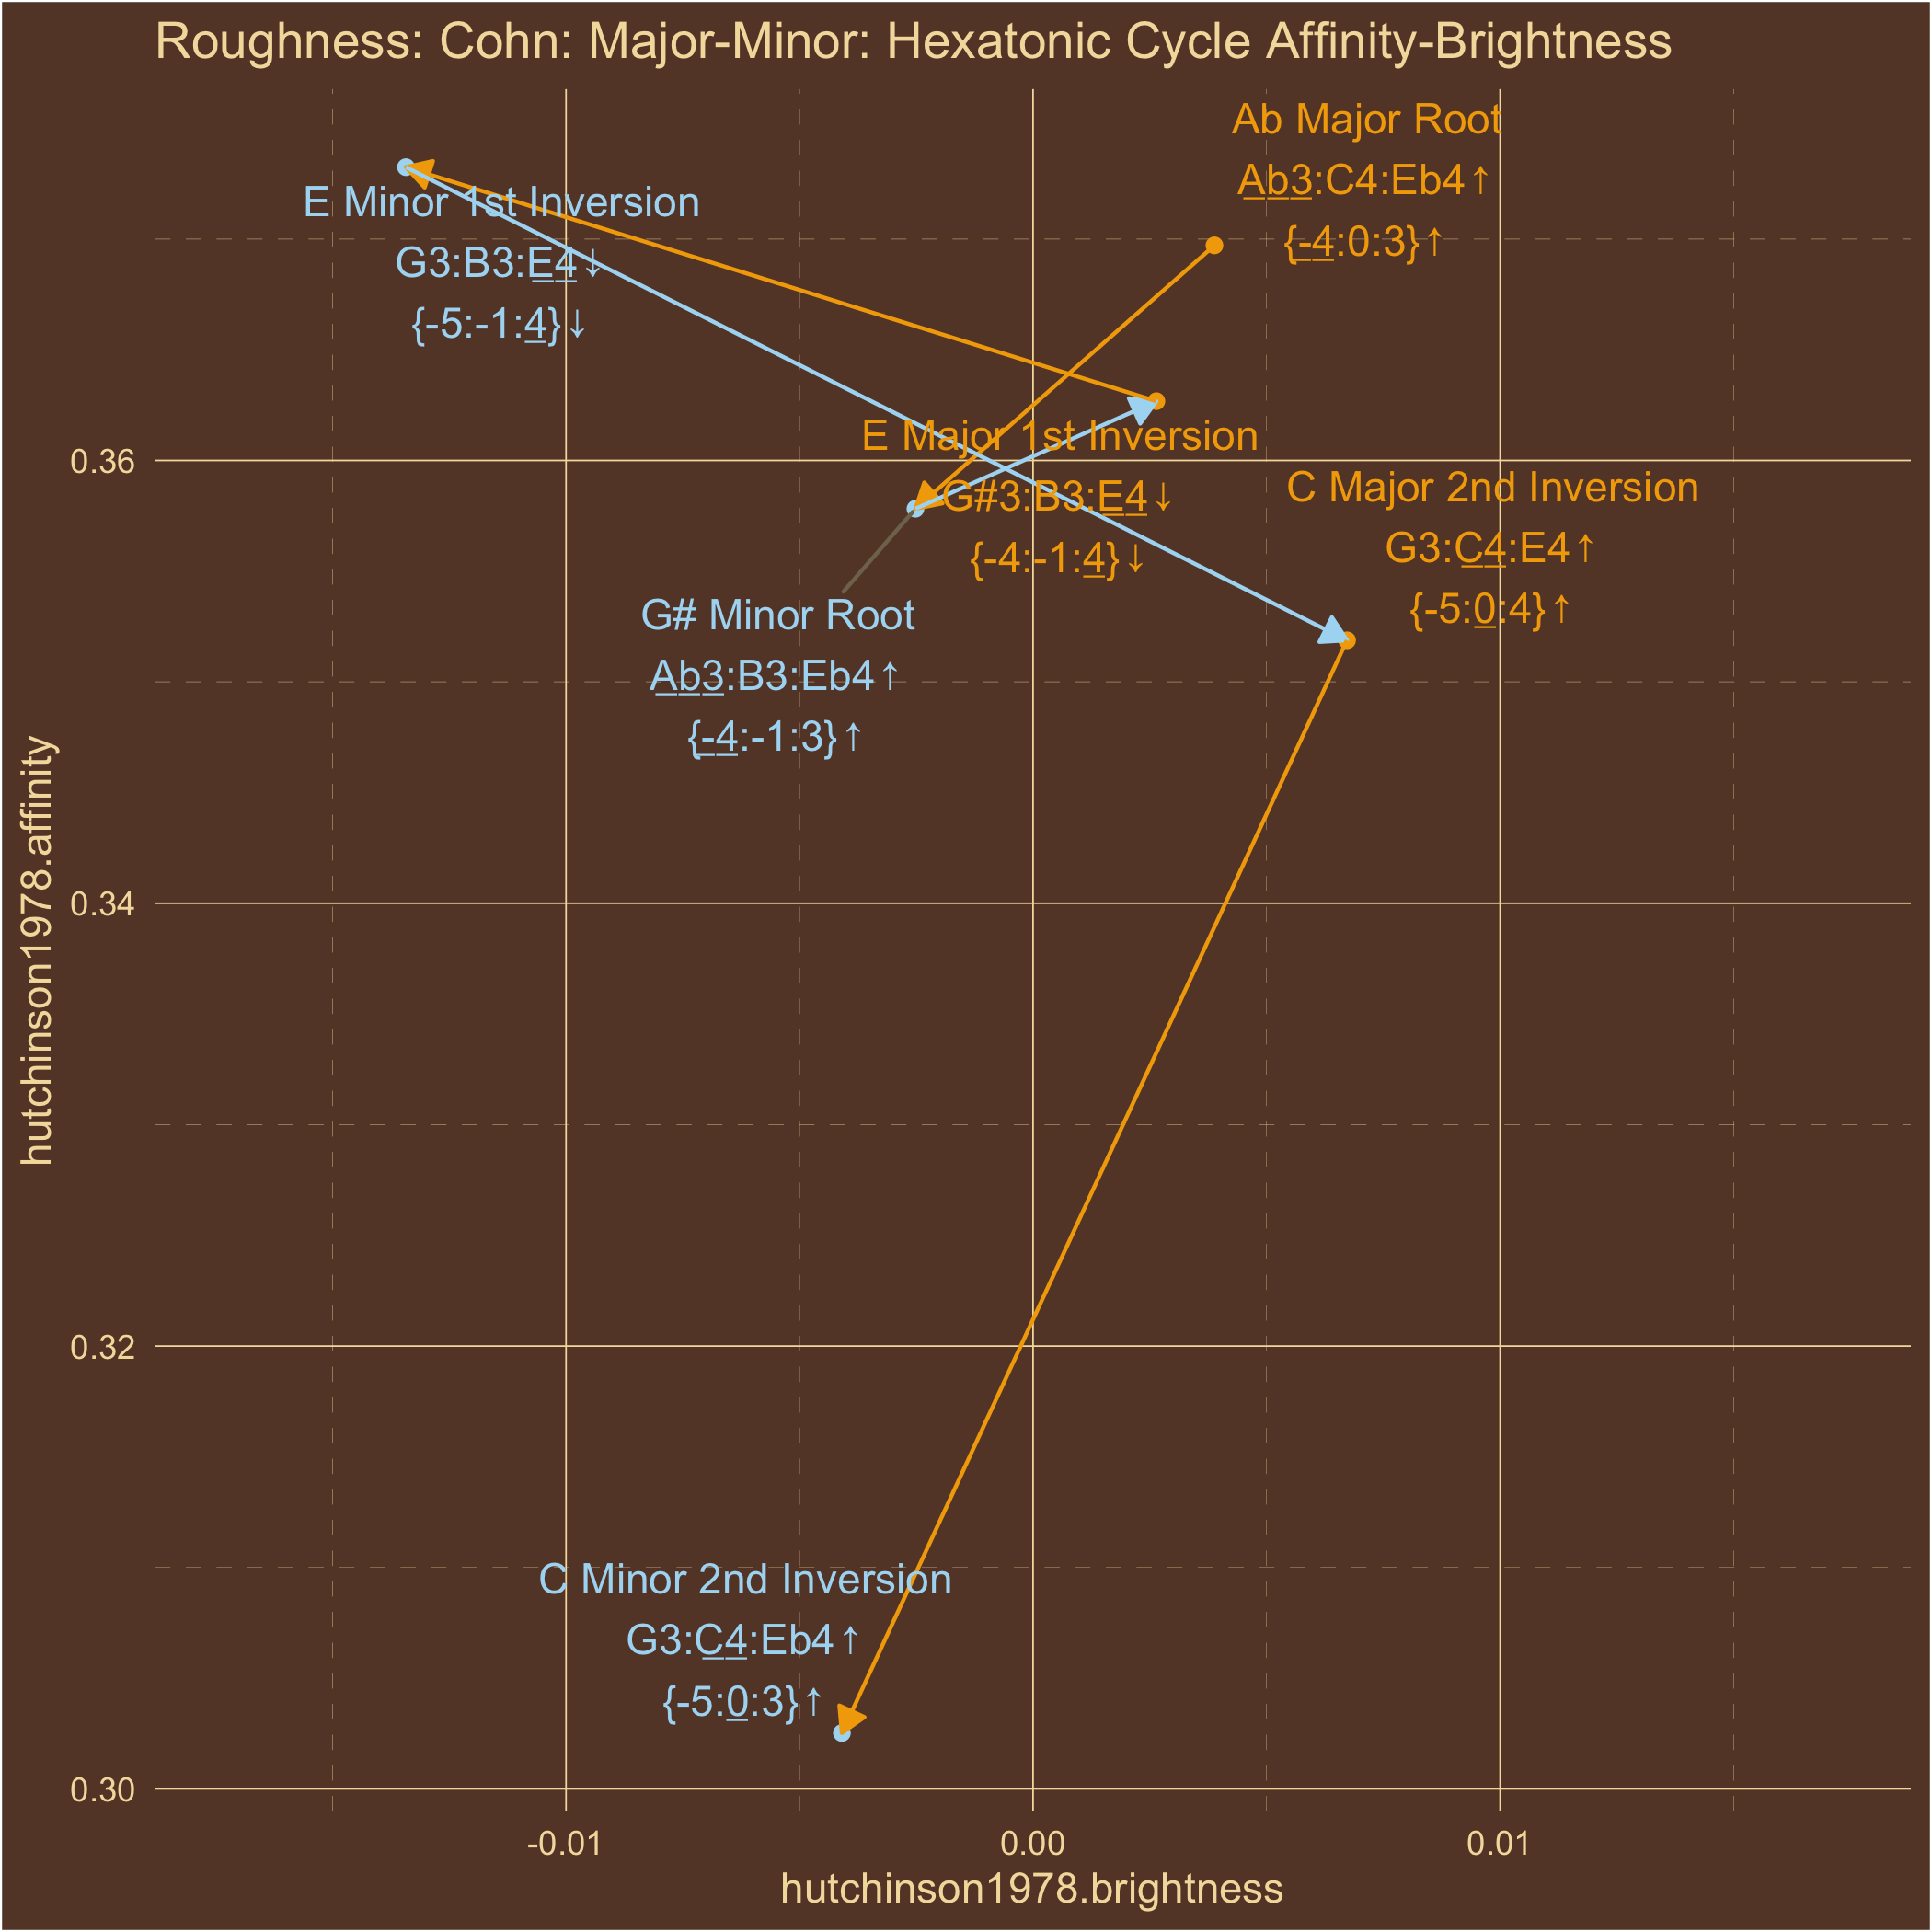 Roughness: Cohn: Major-Minor: Hexatonic Cycle Affinity-Brightness
Ab Major Root
Ab3:C4:Eb4↑
{-4:0:3}↑
E Minor 1st Inversion
G3:B3:E4↓
{-5:-1:4}↓
E Major 1st Inversion
G#3:B3:E4↓
{-4:-1:4}↓
C Major 2nd Inversion
G3:C4:E4↑
{-5:0:4}↑
G# Minor Root
Ab3:B3:Eb4↑
{-4:-1:3}↑
C Minor 2nd Inversion
G3:C4:Eb4↑
{-5:0:3}↑
hutchinson1978.affinity
0.36
0.34
0.32
0.30
-0.01
0.00
0.01
hutchinson1978.brightness